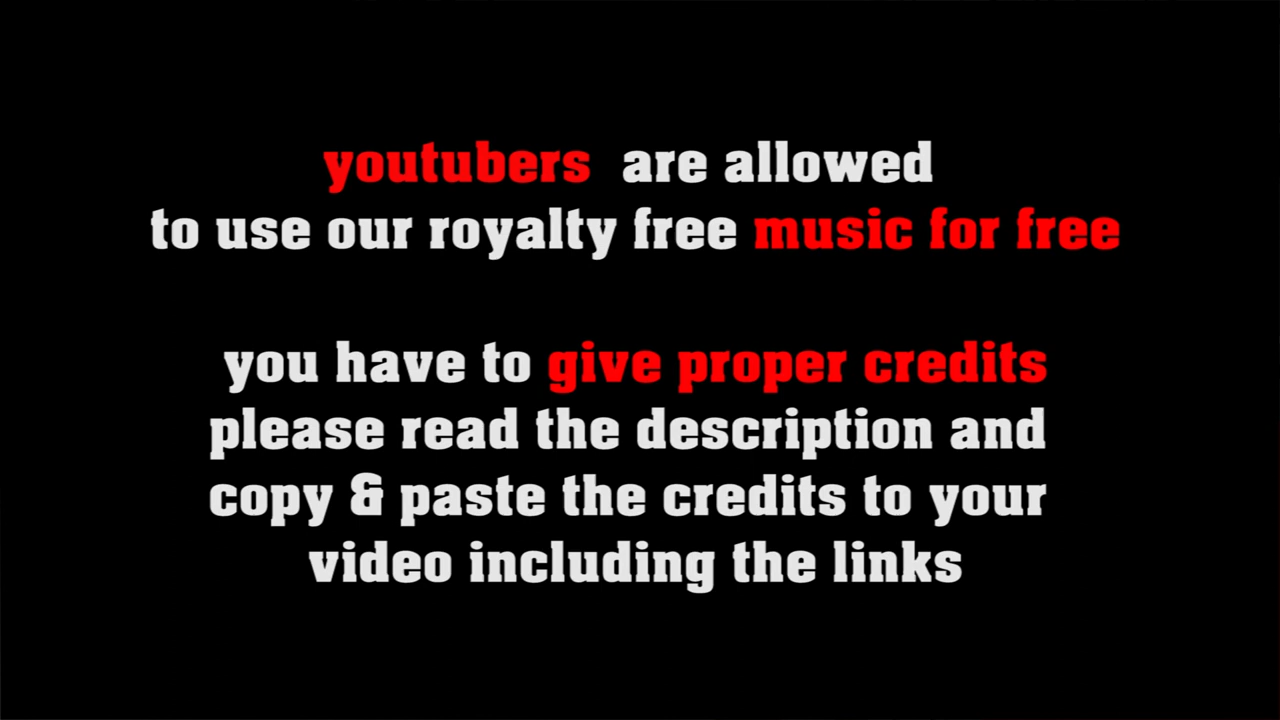 youtubers are allowed
to use our royalty free music for free
you have to give proper credits
please read the description and
copy & paste the credits to your
video including the links